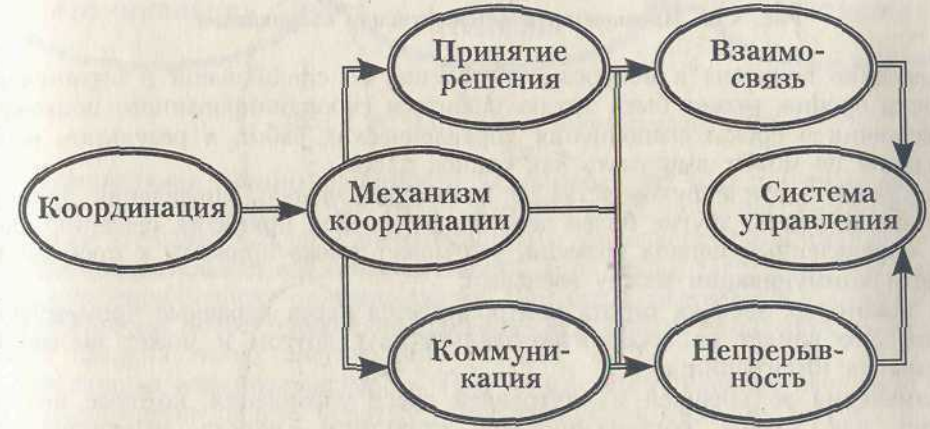 Принятие
решения
Взаимо-
связь
Координация
Механизм
координации
Система
управления
Коммуни-
кация
Непрерыв-
ность